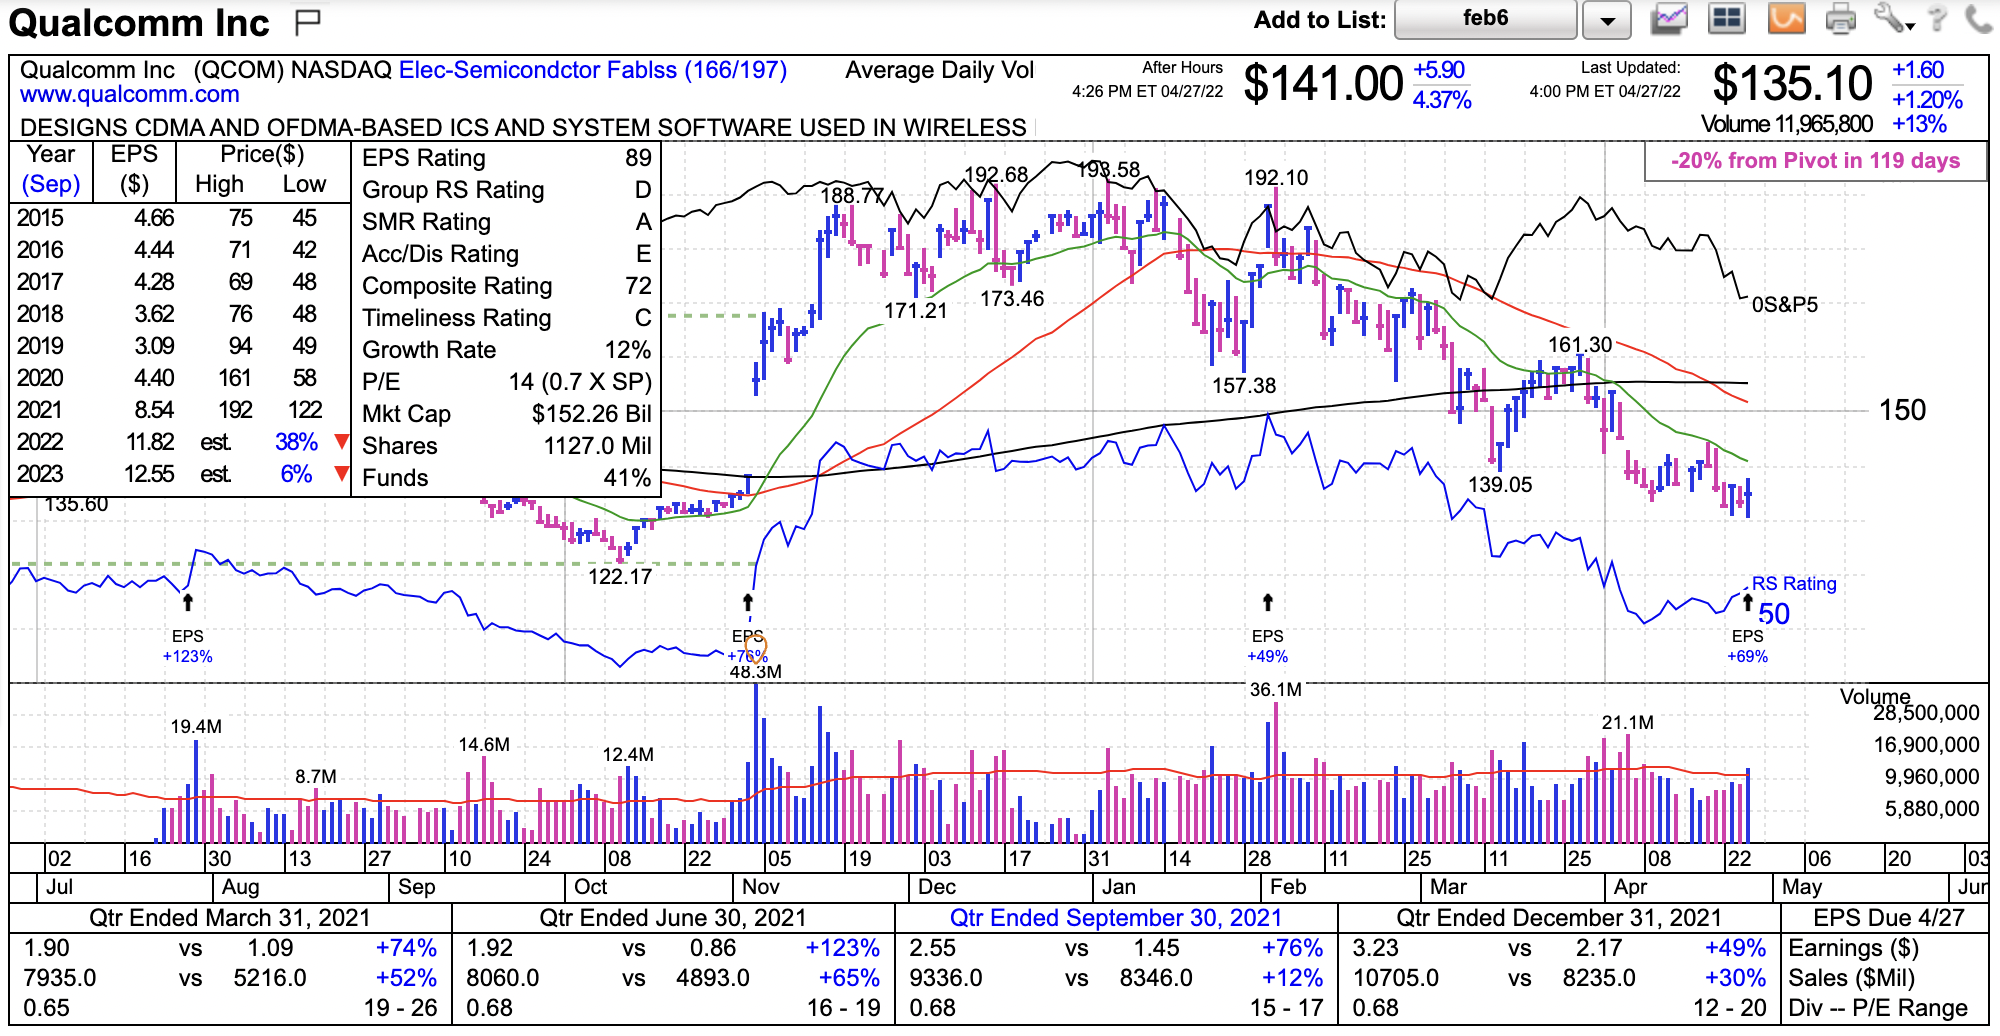 Qualcomm Inc
Add to List: feb6
Qualcomm Inc (QCOM) NASDAQ Elec-Semicondctor Fablss (166/197) Average Daily Vol
www.qualcomm.com
DESIGNS CDMA AND OFDMA-BASED ICS AND SYSTEM SOFTWARE USED IN WIRELESS
After Hours
4:26 PM ET 04/27/22
$141.00
+5.90
4.37%
Last Updated:
4:00 PM ET 04/27/22
$135.10
+1.60
+1.20%
Volume 11,965,800 +13%
-20% from Pivot in 119 days
Year EPS Price($)
(Sep) ($) High Low
2015 4.66 75 45
2016 4.44 71 42
2017 4.28 69 48
2018 3.62 76 48
2019 3.09 94 49
2020 4.40 161 58
2021 8.54 192 122
2022 11.82 est. 38%
2023 12.55 est. 6%
EPS Rating 89
Group RS Rating D
SMR Rating A
Acc/Dis Rating E
Composite Rating 72
Timeliness Rating C
Growth Rate 12%
P/E 14 (0.7 X SP)
Mkt Cap $152.26 Bil
Shares 1127.0 Mil
Funds 41%
135.60
122.17
188.77
171.21
192.68
173.46
193.58
157.38
192.10
139.05
161.30
0S&P5
150
RS Rating
50
EPS
+123%
EPS
+76%
EPS
+49%
EPS
+69%
48.3M
36.1M
19.4M
8.7M
14.6M
12.4M
21.1M
Volume
28,500,000
16,900,000
9,960,000
5,880,000
02 16 30 13 27 10 24 08 22 05 19 03 17 31 14 28 11 25 11 25 08 22 06 20 03
Jul Aug Sep Oct Nov Dec Jan Feb Mar Apr May Jun
Qtr Ended March 31, 2021 Qtr Ended June 30, 2021 Qtr Ended September 30, 2021 Qtr Ended December 31, 2021 EPS Due 4/27
1.90 vs 1.09 +74% 1.92 vs 0.86 +123% 2.55 vs 1.45 +76% 3.23 vs 2.17 +49% Earnings ($)
7935.0 vs 5216.0 +52% 8060.0 vs 4893.0 +65% 9336.0 vs 8346.0 +12% 10705.0 vs 8235.0 +30% Sales ($Mil)
0.65 19 - 26 0.68 16 - 19 0.68 15 - 17 0.68 12 - 20 Div -- P/E Range